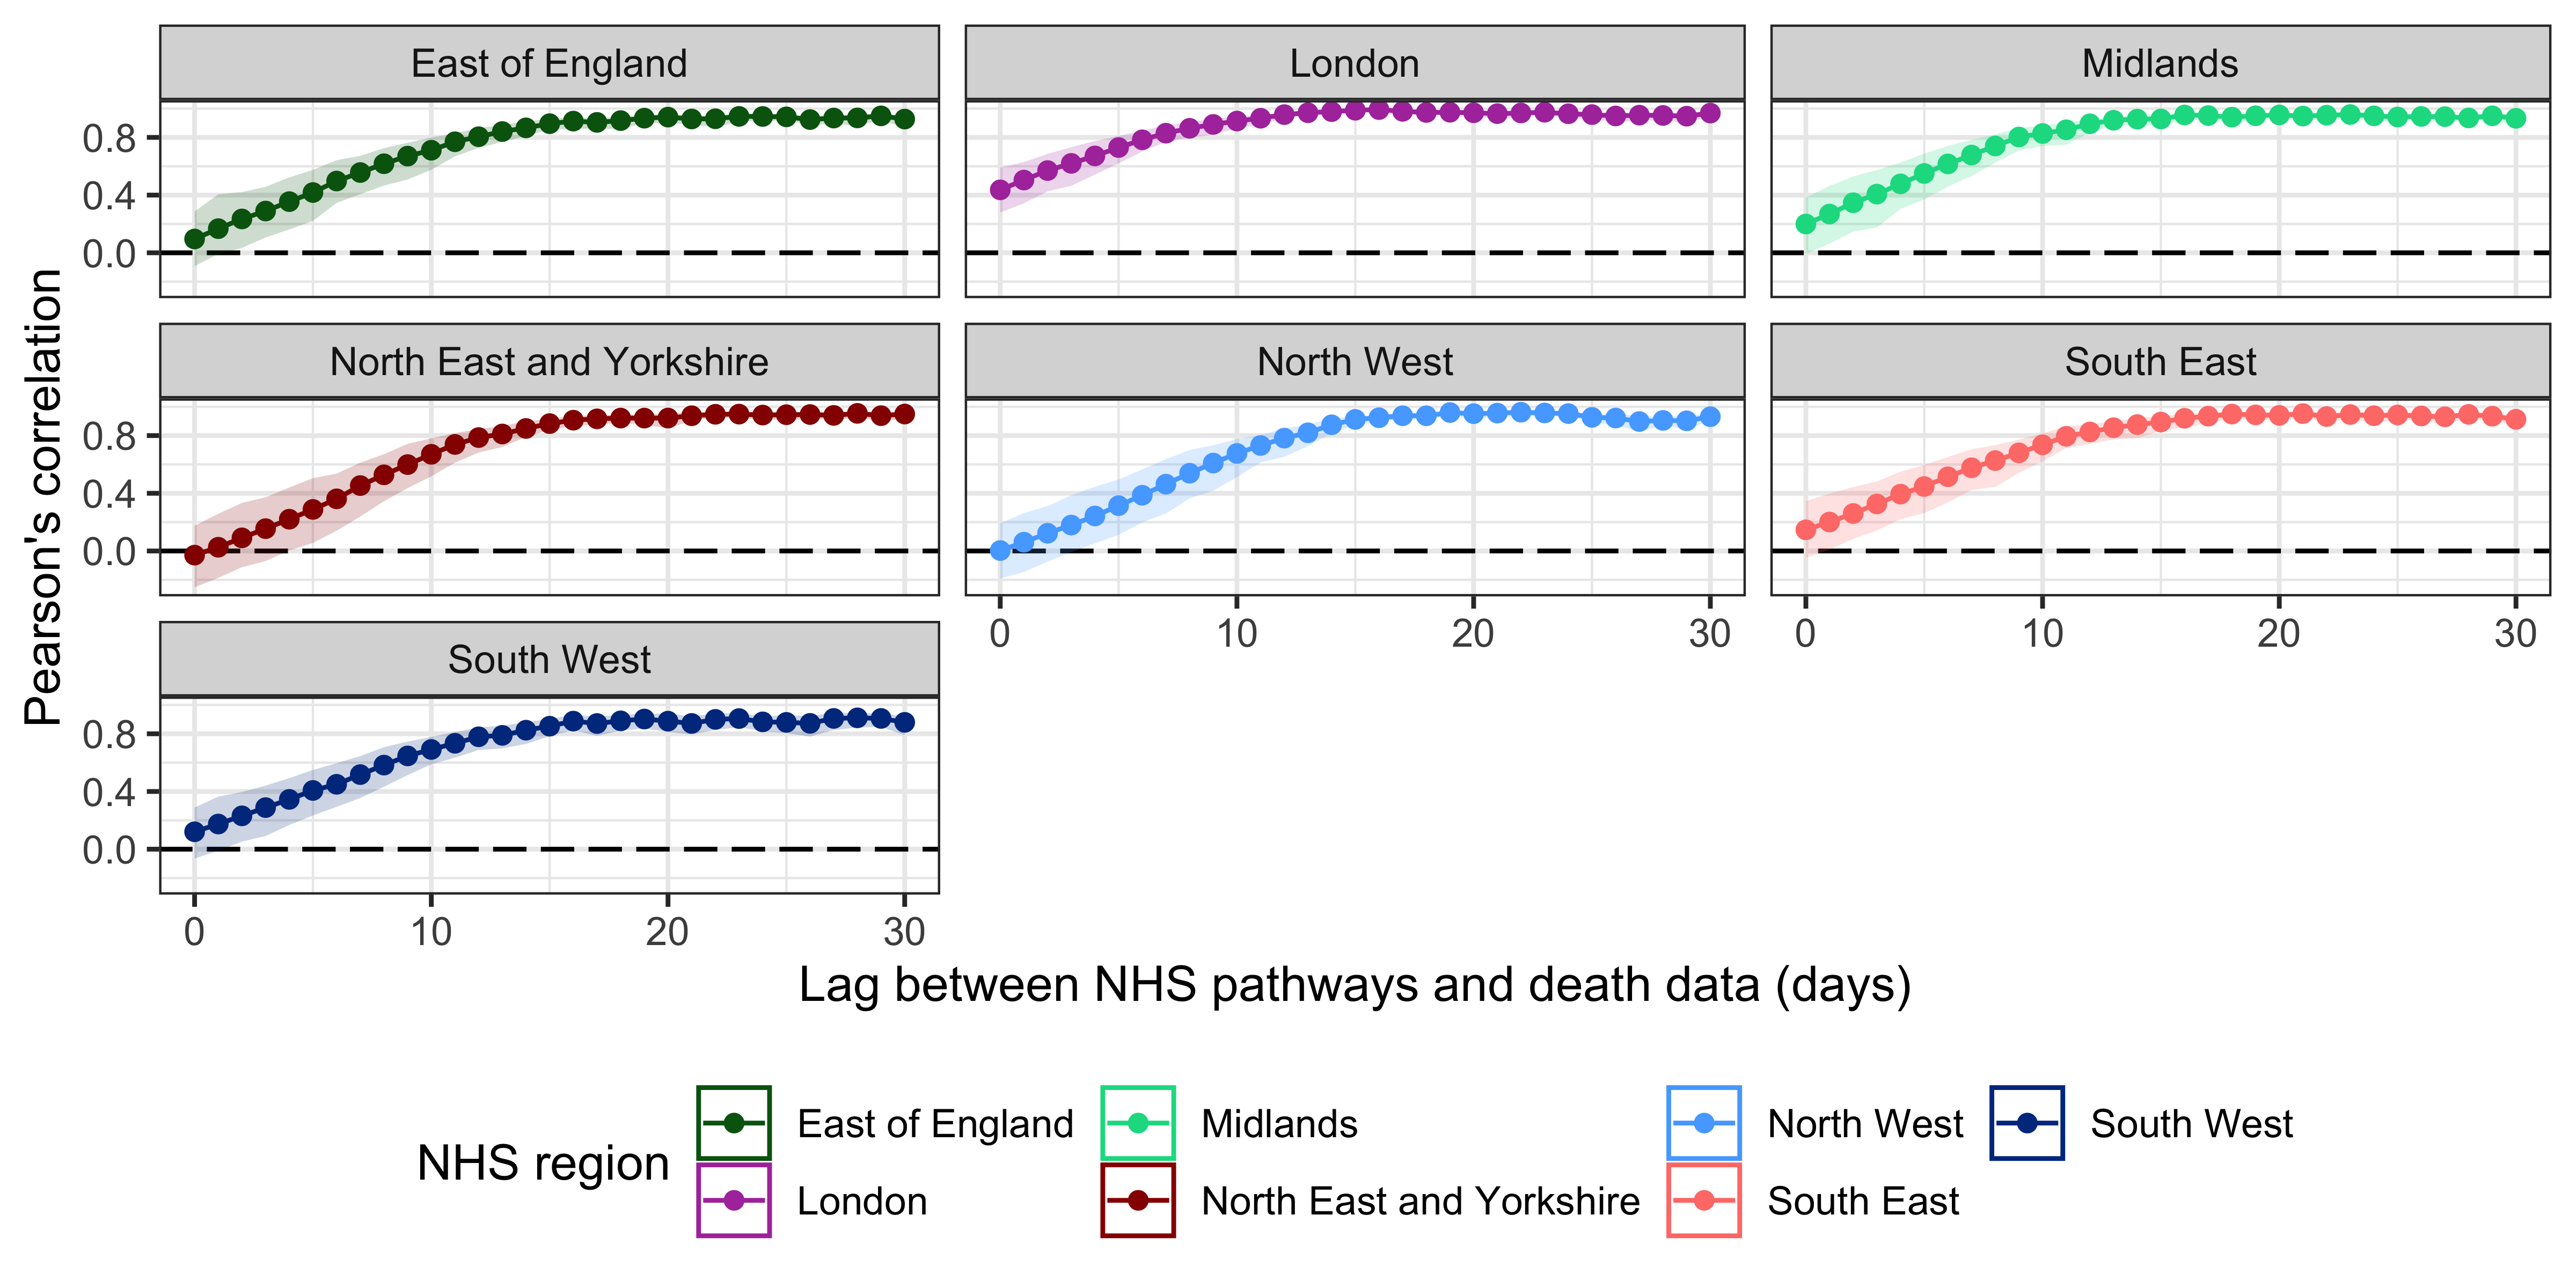 East of England
London
Midlands
0.8
0.4
0.0
North East and Yorkshire
North West
South East
0.8
0.4
0.0
0 10 20 30
0 10 20 30
South West
0.8
0.4
0.0
0 10 20 30
Pearson's correlation
Lag between NHS pathways and death data (days)
NHS region
East of England
London
Midlands
North East and Yorkshire
North West
South East
South West